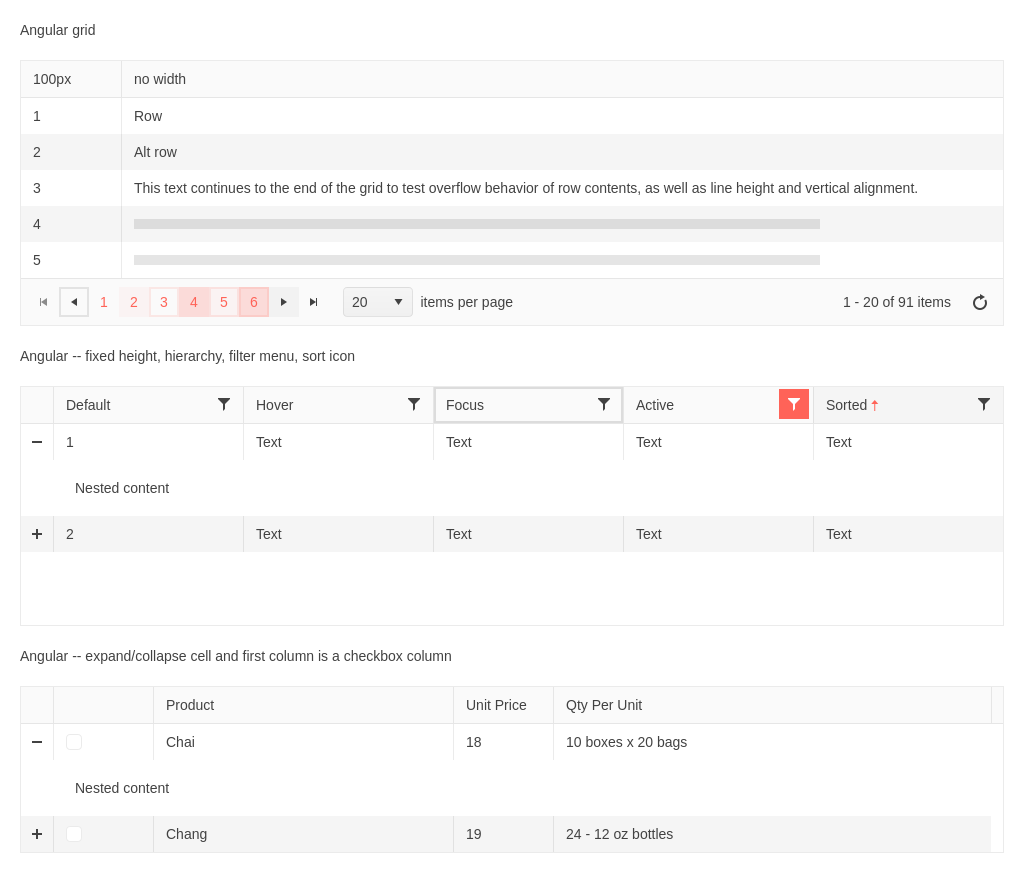 Angular grid
100px no width
1 Row
2 Alt row
3 This text continues to the end of the grid to test overflow behavior of row contents, as well as line height and vertical alignment.
4
5
1 2 3 4 5 6 20 items per page 1 - 20 of 91 items
Angular -- fixed height, hierarchy, filter menu, sort icon
Default Hover Focus Active Sorted
1 Text Text Text Text
Nested content
2 Text Text Text Text
Angular -- expand/collapse cell and first column is a checkbox column
Product Unit Price Qty Per Unit
Chai 18 10 boxes x 20 bags
Nested content
Chang 19 24 - 12 oz bottles